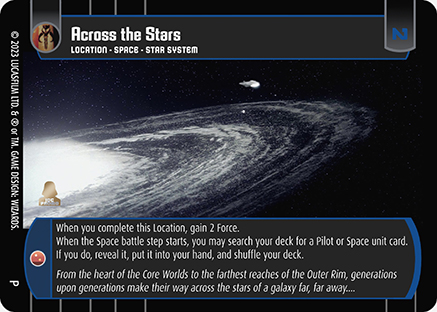 Across the Stars
LOCATION - SPACE - STAR SYSTEM
2
© 2023 LUCASFILM LTD. & ® OR TM. GAME DESIGN: WIZARDS.
P
When you complete this Location, gain 2 Force.
When the Space battle step starts, you may search your deck for a Pilot or Space unit card.
If you do, reveal it, put it into your hand, and shuffle your deck.
From the heart of the Core Worlds to the farthest reaches of the Outer Rim, generations
upon generations make their way across the stars of a galaxy far, far away....